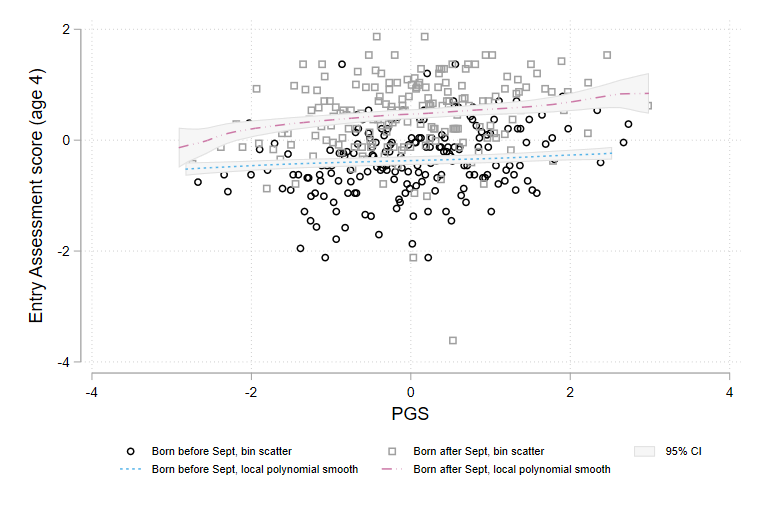 Entry Assessment score (age 4)
2
0
-2
-4
-4 -2 0 2 4
PGS
Born before Sept, bin scatter Born after Sept, bin scatter 95% CI
Born before Sept, local polynomial smooth Born after Sept, local polynomial smooth